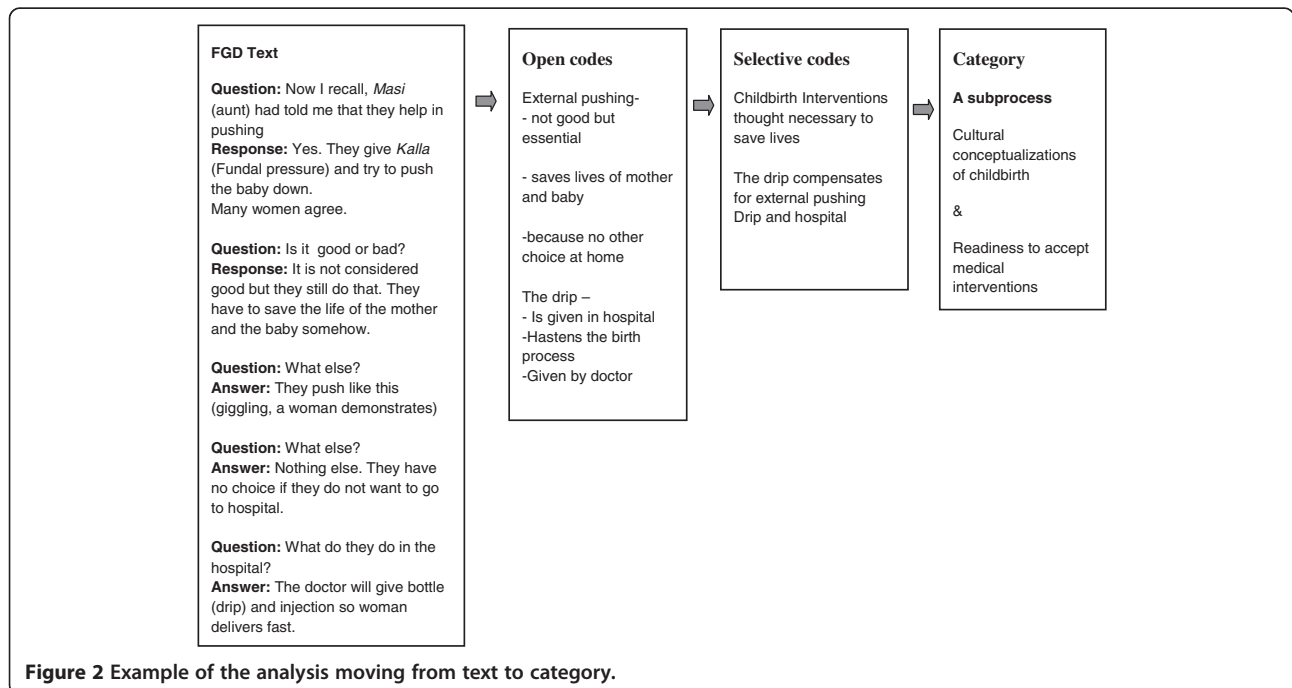 FGD Text
Question: Now I recall, Masi
(aunt) had told me that they help in
pushing
Response: Yes. They give Kalla
(Fundal pressure) and try to push
the baby down.
Many women agree.
Question: Is it good or bad?
Response: It is not considered
good but they still do that. They
have to save the life of the mother
and the baby somehow.
Question: What else?
Answer: They push like this
(giggling, a woman demonstrates)
Question: What else?
Answer: Nothing else. They have
no choice if they do not want to go
to hospital.
Question: What do they do in the
hospital?
Answer: The doctor will give bottle
(drip) and injection so woman
delivers fast.
Open codes
External pushing-
- not good but
essential
- saves lives of mother
and baby
-because no other
choice at home
The drip –
- Is given in hospital
-Hastens the birth
process
-Given by doctor
Selective codes
Childbirth Interventions
thought necessary to
save lives
The drip compensates
for external pushing
Drip and hospital
Category
A subprocess
Cultural
conceptualizations
of childbirth
&
Readiness to accept
medical
interventions
Figure 2 Example of the analysis moving from text to category.